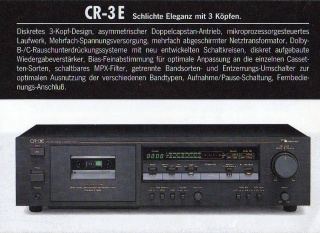 CR-3E Schlichte Eleganz mit 3 Köpfen.
Diskretes 3-Kopf-Design, asymmetrischer Doppelcapstan-Antrieb, mikroprozessorgesteuertes
Laufwerk, Mehrfach-Spannungsversorgung, mehrfach abgeschirmter Netztransformator, Dolby-
B-/C-Rauschunterdrückungssysteme mit neu entwickelten Schaltkreisen, diskret aufgebaute
Wiedergabeverstärker, Bias-Feinabstimmung für optimale Anpassung an die einzelnen Casset-
ten-Sorten, schaltbares MPX-Filter, getrennte Bandsorten- und Entzerrungs-Umschalter zur
optimalen Ausnutzung der verschiedenen Bandtypen, Aufnahme/Pause-Schaltung, Fernbedie-
nungs-Anschluß.
CR-3E